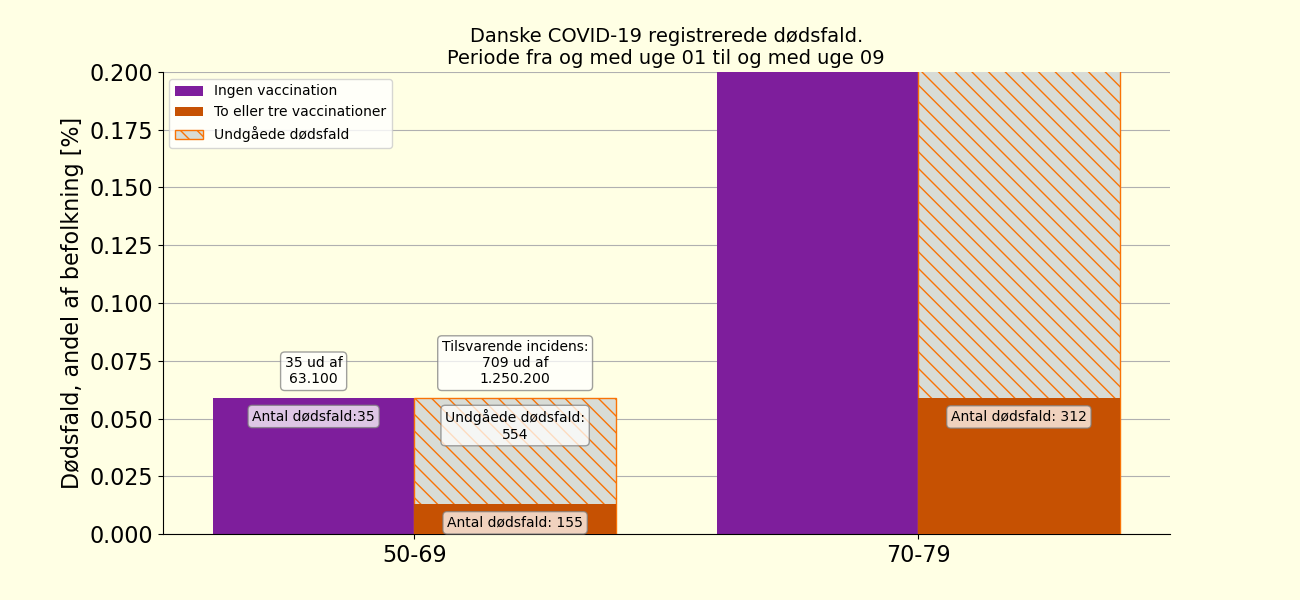 Danske COVID-19 registrerede dødsfald.
Periode fra og med uge 01 til og med uge 09
Dødsfald, andel af befolkning [%]
0.200
0.175
0.150
0.125
0.100
0.075
0.050
0.025
0.000
Ingen vaccination
To eller tre vaccinationer
Undgåede dødsfald
35 ud af
63.100
Antal dødsfald:35
Tilsvarende incidens:
709 ud af
1.250.200
Undgåede dødsfald:
554
Antal dødsfald: 155
Antal dødsfald: 312
50-69
70-79